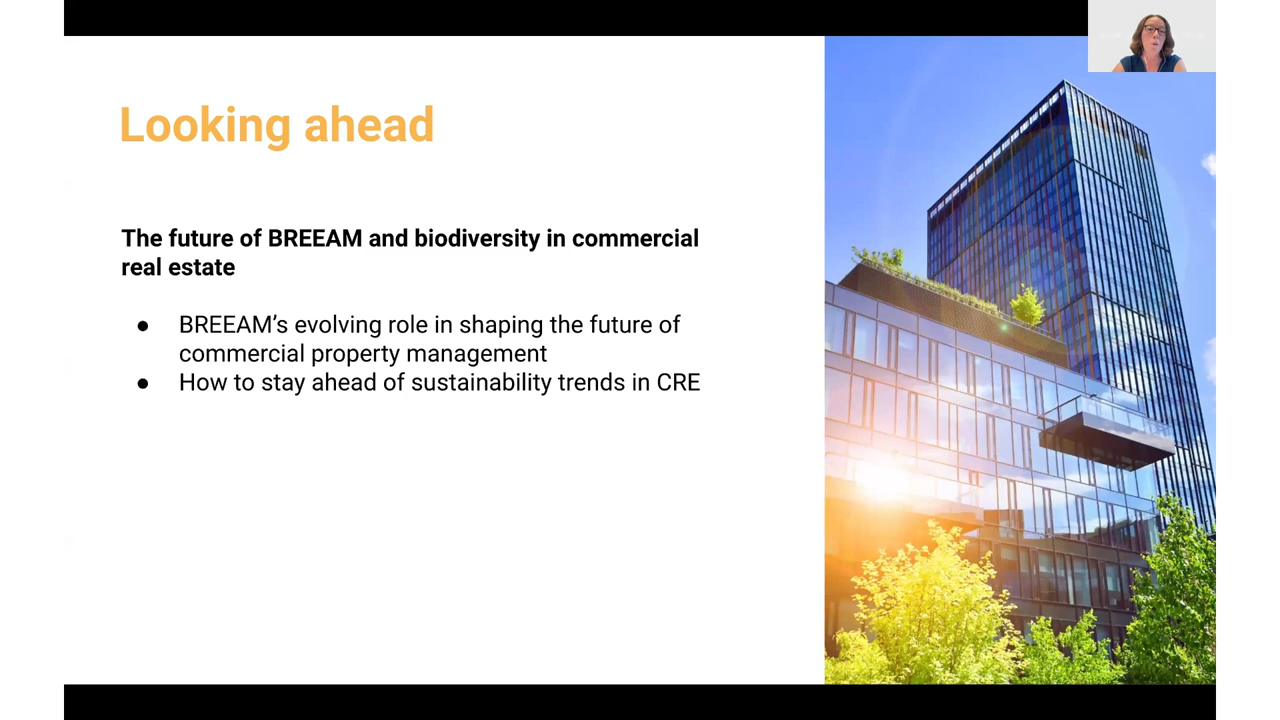 Looking ahead
The future of BREEAM and biodiversity in commercial
real estate
● BREEAM’s evolving role in shaping the future of
commercial property management
● How to stay ahead of sustainability trends in CRE